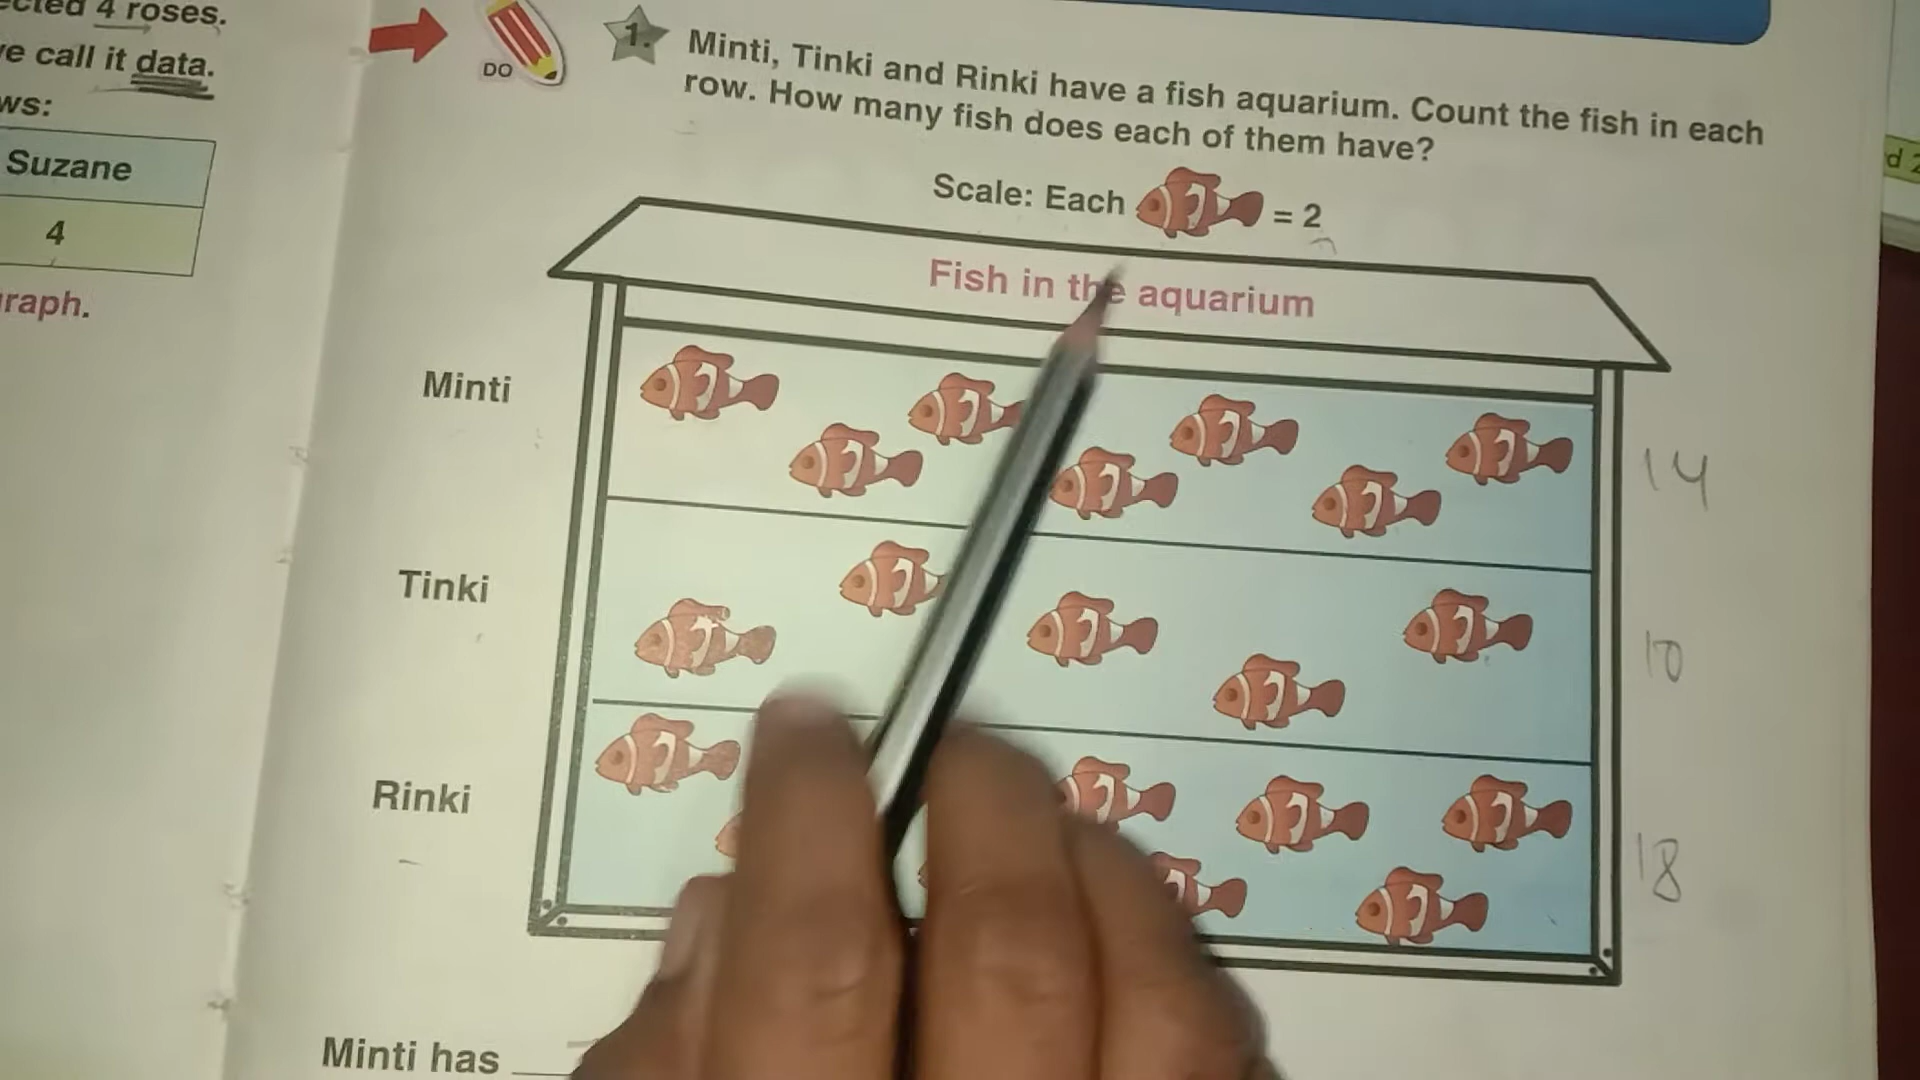 4 roses.
we call it data.
ws:
Suzane
4
raph.
DO
1. Minti, Tinki and Rinki have a fish aquarium. Count the fish in each
row. How many fish does each of them have?
Scale: Each = 2
Fish in the aquarium
Minti
14
Tinki
10
Rinki
18
Minti has